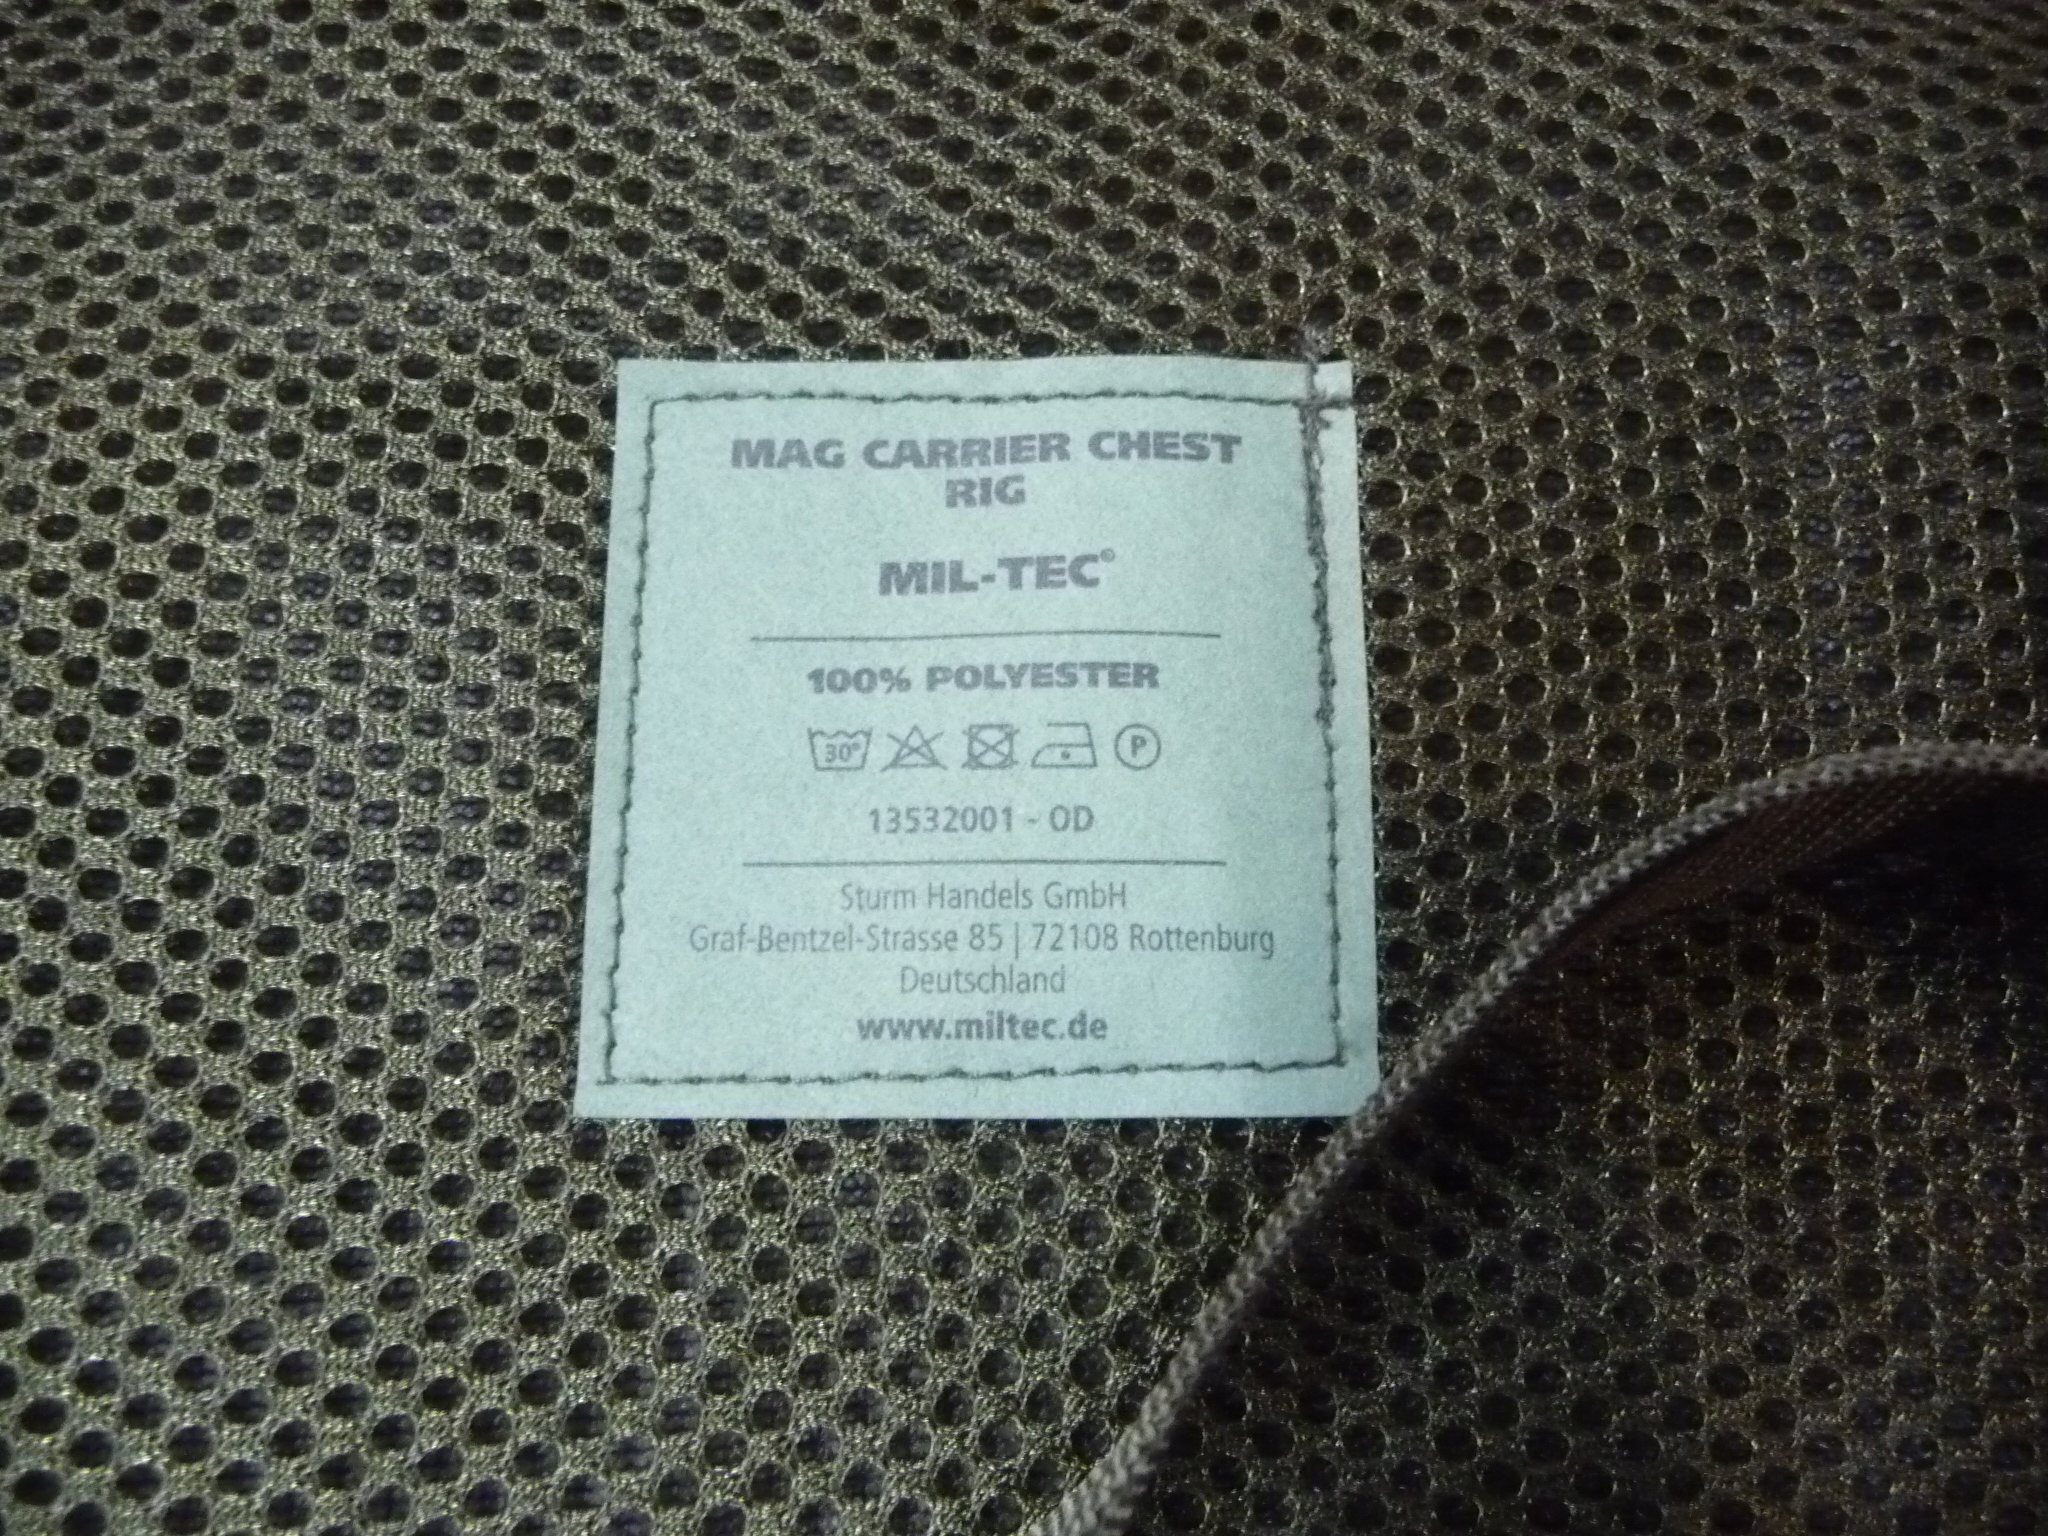 MAG CARRIER CHEST
RIG
MIL-TEC®
100% POLYESTER
30° P
13532001 - OD
Sturm Handels GmbH
Graf-Bentzel-Strasse 85 | 72108 Rottenburg
Deutschland
www.miltec.de